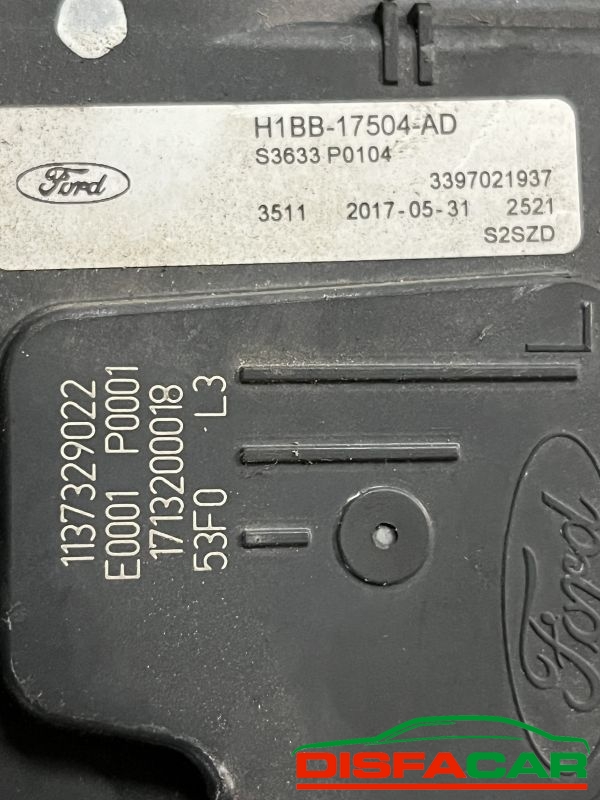 H1BB-17504-AD
S3633 P0104
Ford
3397021937
3511 2017-05-31 2521
S2SZD
1137329022
E0001 P0001
1713200018
53F0 L3
L
Ford
DISFACAR